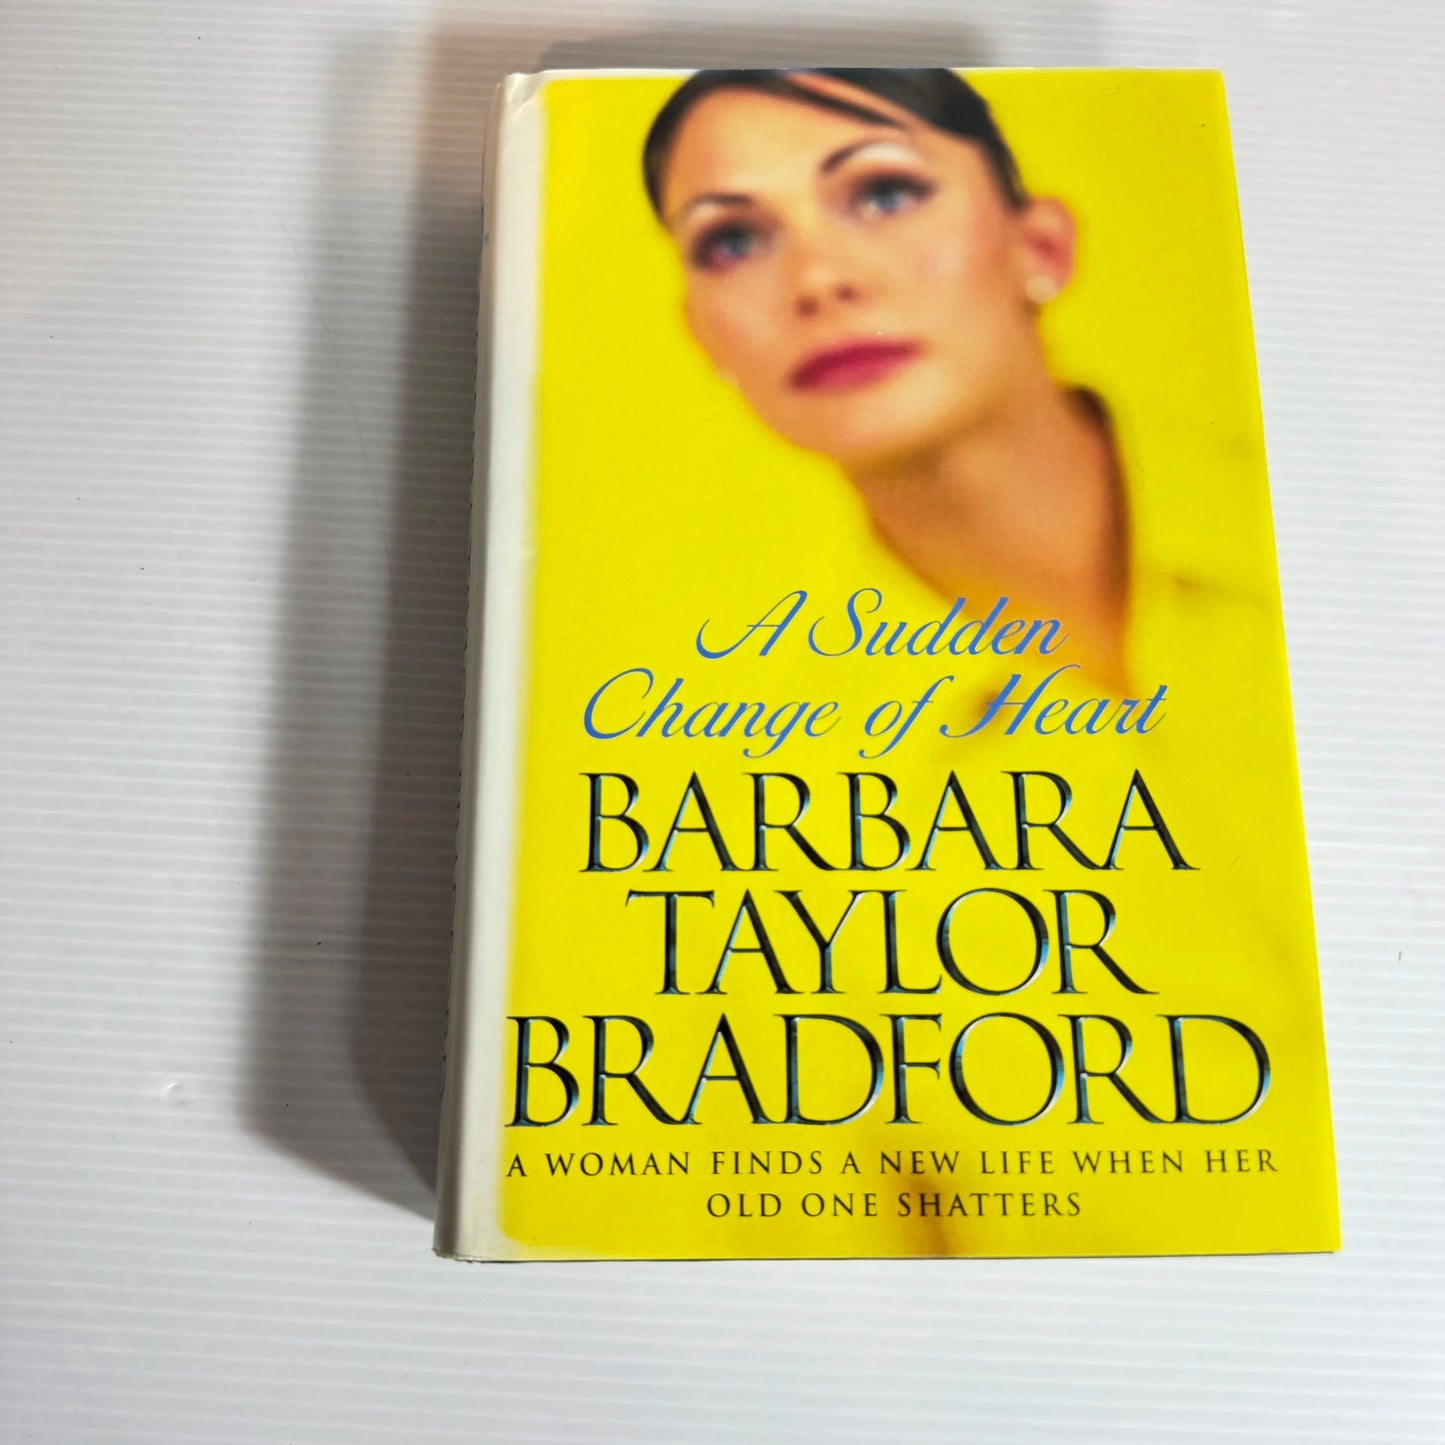 A Sudden
Change of Heart
BARBARA
TAYLOR
BRADFORD
A WOMAN FINDS A NEW LIFE WHEN HER
OLD ONE SHATTERS